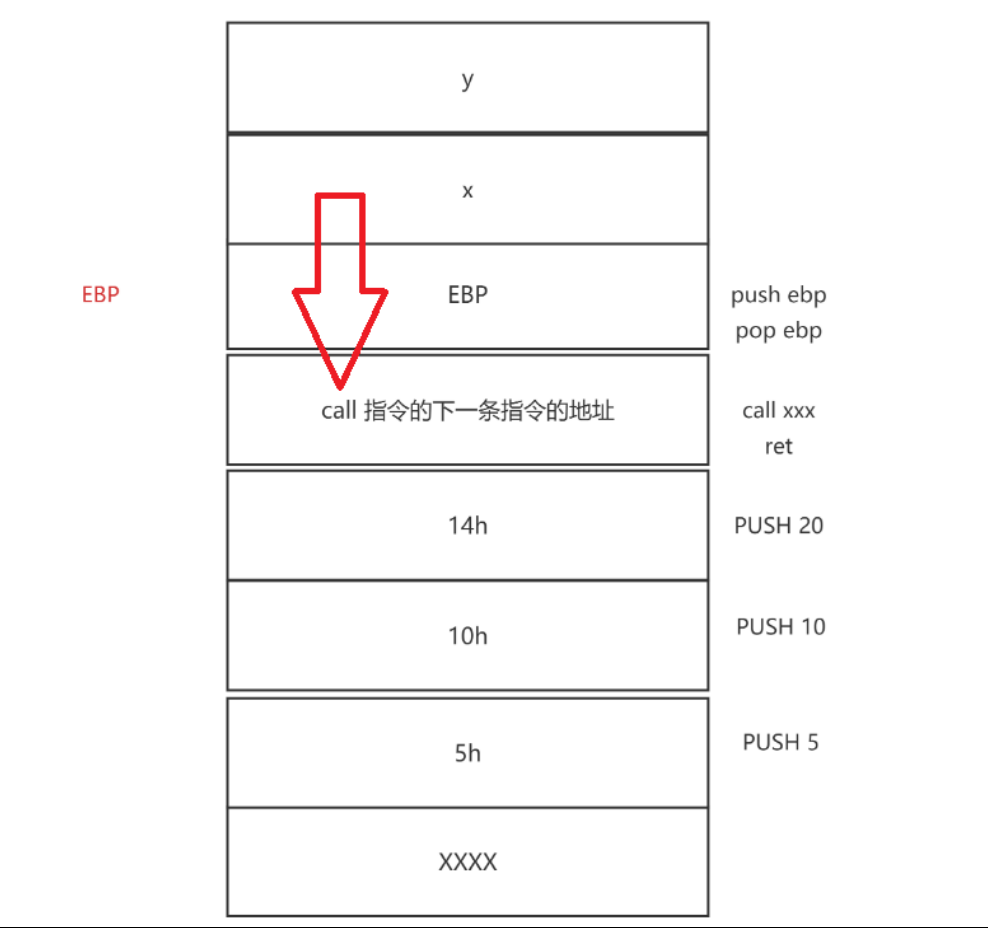 y
x
EBP
EBP
push ebp
pop ebp
call 指令的下一条指令的地址
call xxx
ret
14h
PUSH 20
10h
PUSH 10
5h
PUSH 5
XXXX